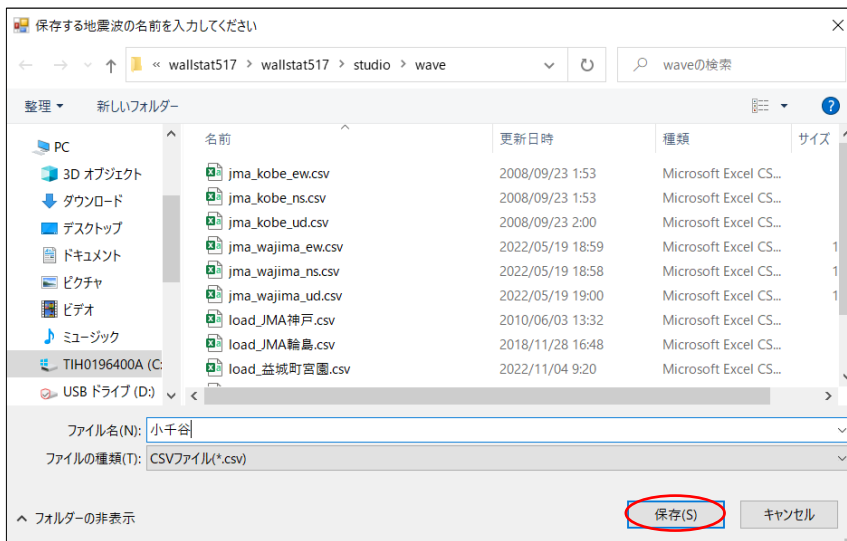 保存する地震波の名前を入力してください
« wallstat517 > wallstat517 > studio > wave
waveの検索
整理 新しいフォルダー
名前 更新日時 種類 サイズ
PC
3D オブジェクト
ダウンロード
デスクトップ
ドキュメント
ピクチャ
ビデオ
ミュージック
TIH0196400A (C:
USB ドライブ (D:)
jma_kobe_ew.csv 2008/09/23 1:53 Microsoft Excel CS...
jma_kobe_ns.csv 2008/09/23 1:53 Microsoft Excel CS...
jma_kobe_ud.csv 2008/09/23 2:00 Microsoft Excel CS...
jma_wajima_ew.csv 2022/05/19 18:59 Microsoft Excel CS... 1
jma_wajima_ns.csv 2022/05/19 18:58 Microsoft Excel CS... 1
jma_wajima_ud.csv 2022/05/19 19:00 Microsoft Excel CS... 1
load_JMA神戸.csv 2010/06/03 13:32 Microsoft Excel CS...
load_JMA輪島.csv 2018/11/28 16:48 Microsoft Excel CS...
load_益城町宮園.csv 2022/11/04 9:20 Microsoft Excel CS...
ファイル名(N): 小千谷
ファイルの種類(T): CSVファイル(*.csv)
フォルダーの非表示
保存(S) キャンセル